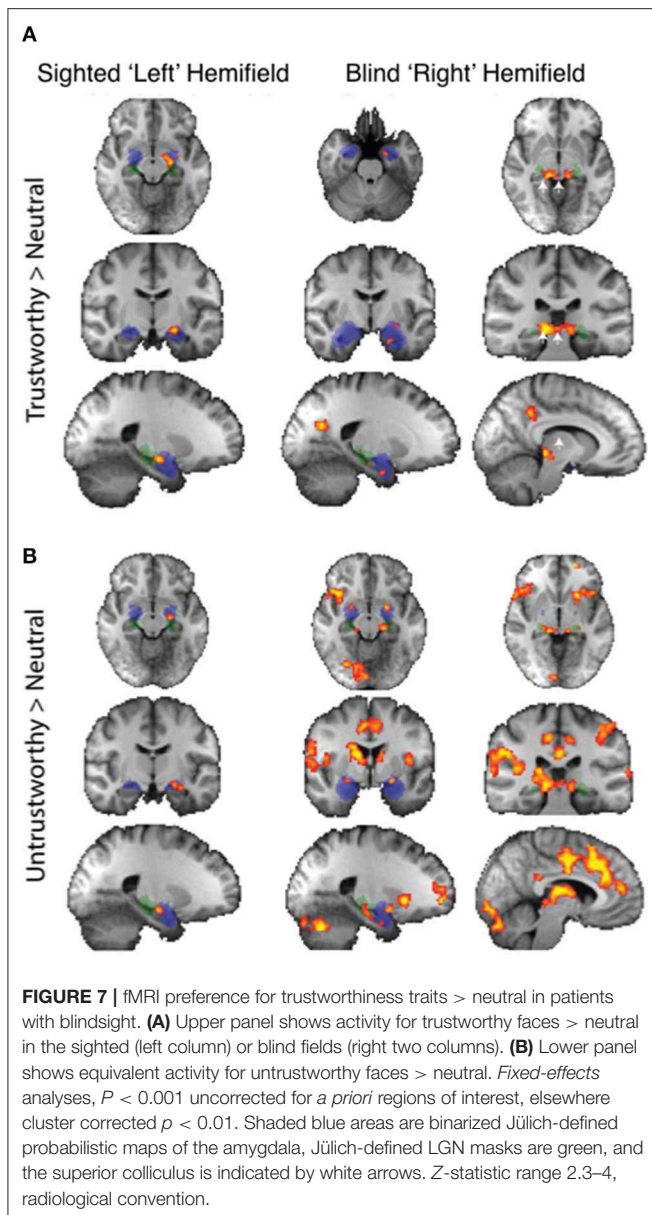 A
Sighted 'Left' Hemifield
Blind 'Right' Hemifield
Trustworthy > Neutral
B
Untrustworthy > Neutral
FIGURE 7 | fMRI preference for trustworthiness traits > neutral in patients
with blindsight. (A) Upper panel shows activity for trustworthy faces > neutral
in the sighted (left column) or blind fields (right two columns). (B) Lower panel
shows equivalent activity for untrustworthy faces > neutral. Fixed-effects
analyses, P < 0.001 uncorrected for a priori regions of interest, elsewhere
cluster corrected p < 0.01. Shaded blue areas are binarized Jülich-defined
probabilistic maps of the amygdala, Jülich-defined LGN masks are green, and
the superior colliculus is indicated by white arrows. Z-statistic range 2.3–4,
radiological convention.